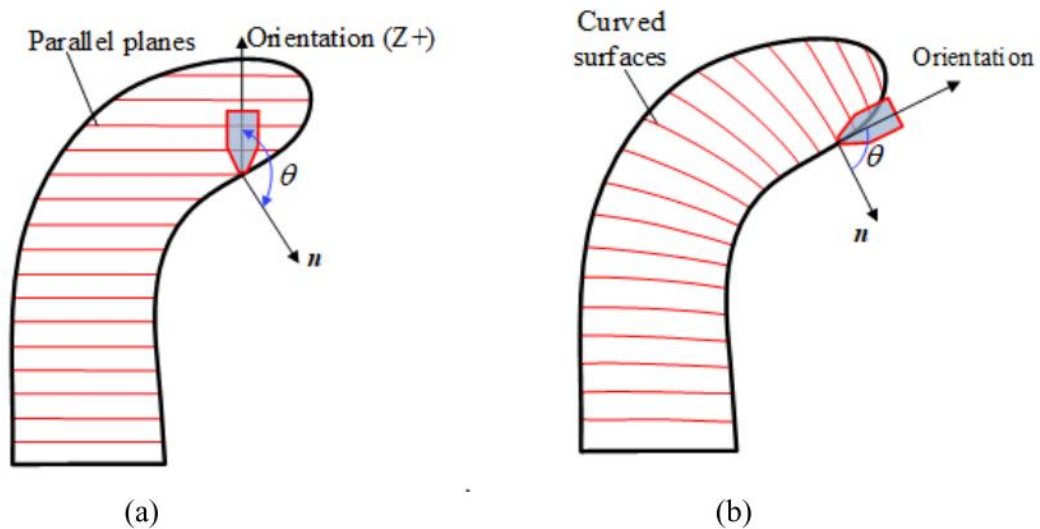 Parallel planes
Orientation (Z+)
θ
n
(a)
Curved
surfaces
Orientation
θ
n
(b)